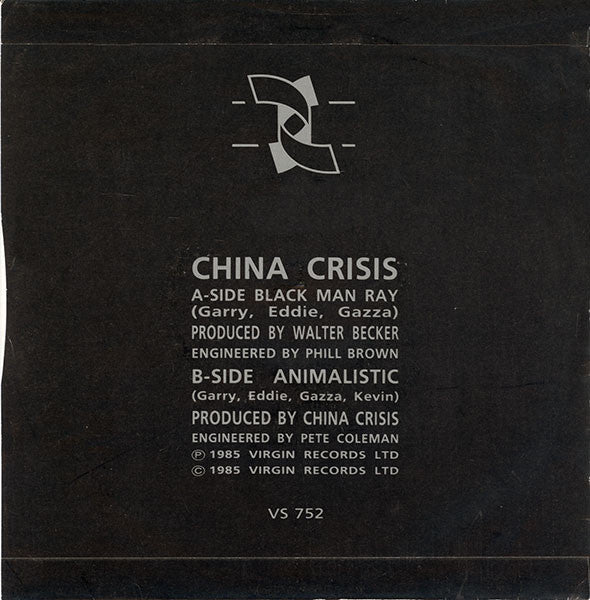 CHINA CRISIS
A-SIDE BLACK MAN RAY
(Garry, Eddie, Gazza)
PRODUCED BY WALTER BECKER
ENGINEERED BY PHILL BROWN
B-SIDE ANIMALISTIC
(Garry, Eddie, Gazza, Kevin)
PRODUCED BY CHINA CRISIS
ENGINEERED BY PETE COLEMAN
℗ 1985 VIRGIN RECORDS LTD
© 1985 VIRGIN RECORDS LTD
VS 752